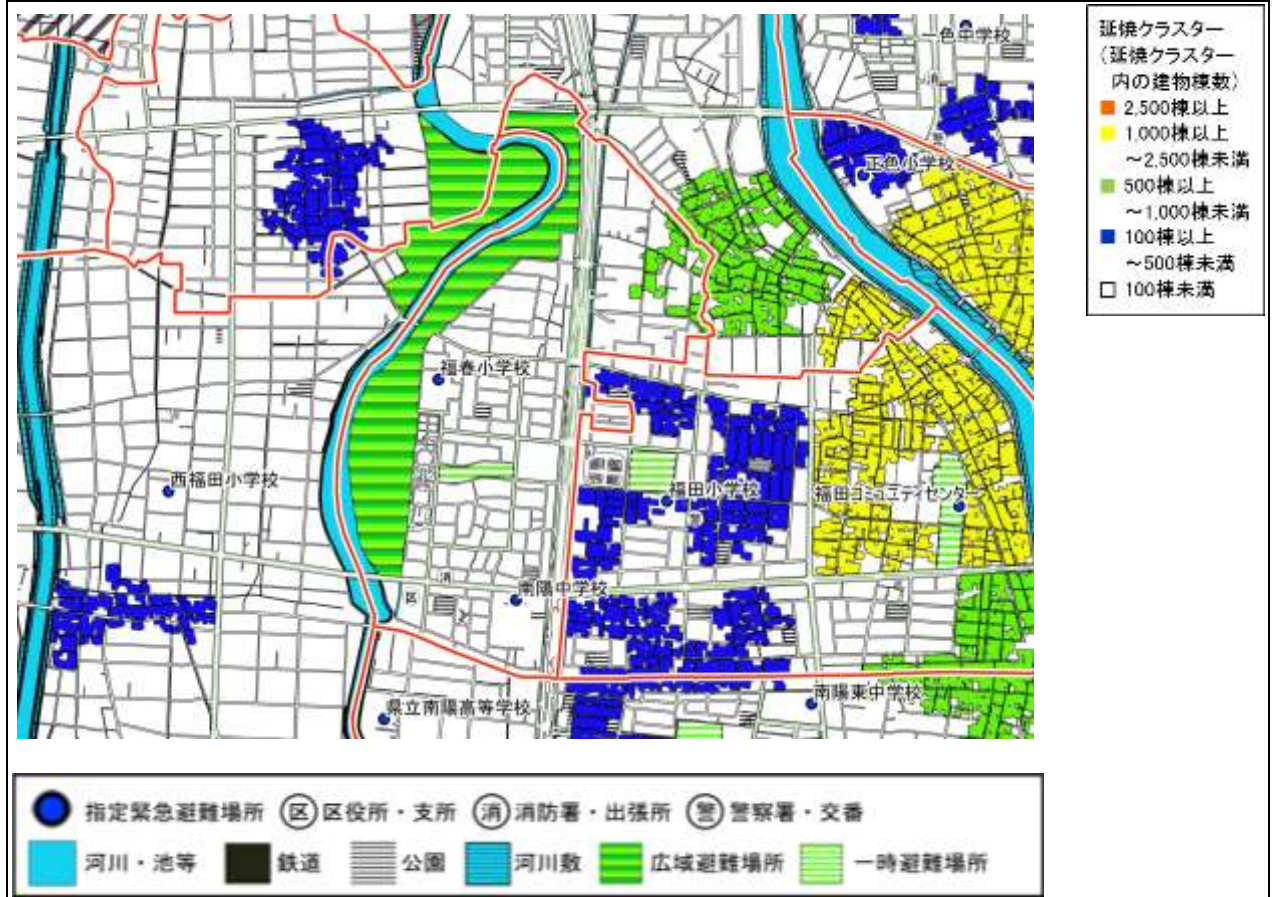 一色中学校
消
正色小学校
福春小学校
西福田小学校
福田小学校
福田コミュニティセンター
消
区
南陽中学校
南陽東中学校
県立南陽高等学校
延焼クラスター
(延焼クラスター
内の建物棟数)
2,500棟以上
1,000棟以上
～2,500棟未満
500棟以上
～1,000棟未満
100棟以上
～500棟未満
100棟未満
指定緊急避難場所 区 区役所・支所 消 消防署・出張所 警 警察署・交番
河川・池等 鉄道 公園 河川敷 広域避難場所 一時避難場所